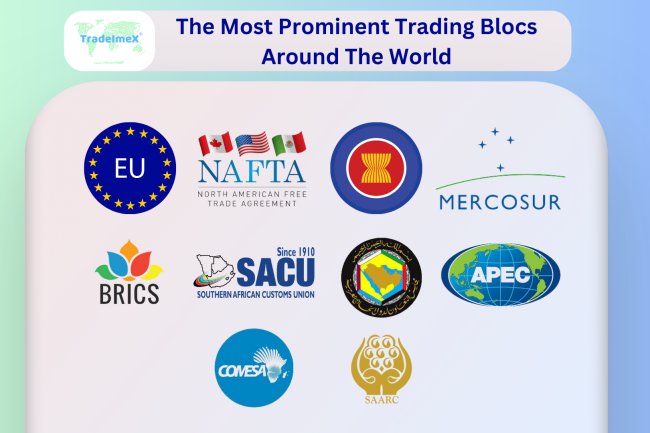 TradeImeX®
The Most Prominent Trading Blocs
Around The World
EU
NAFTA
NORTH AMERICAN FREE
TRADE AGREEMENT
MERCOSUR
BRICS
Since 1910
SACU
SOUTHERN AFRICAN CUSTOMS UNION
APEC
COMESA
SAARC